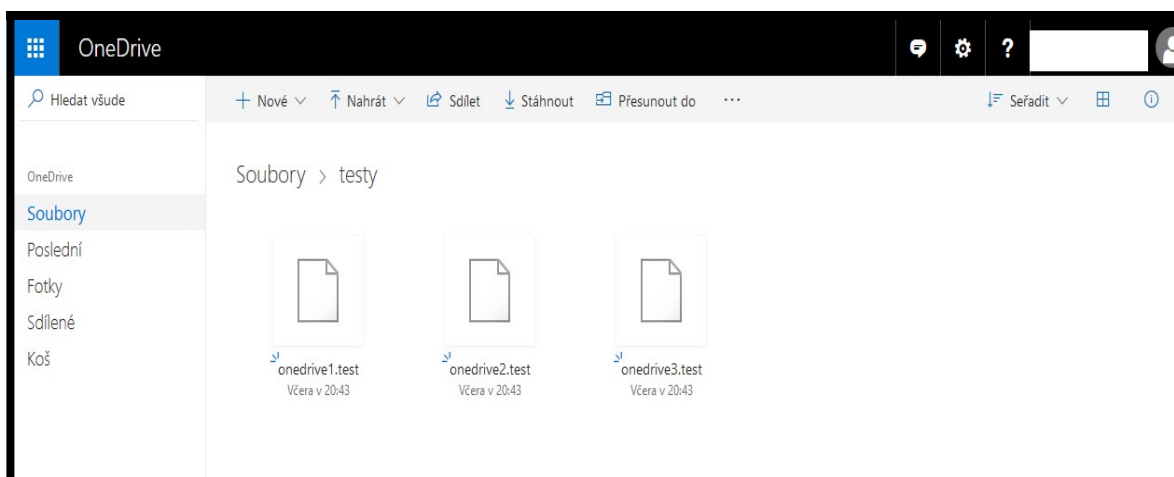 OneDrive
?
Hledat všude
Nové
Nahrát
Sdílet
Stáhnout
Přesunout do
...
Seřadit
OneDrive
Soubory
Poslední
Fotky
Sdílené
Koš
Soubory > testy
onedrive1.test
Včera v 20:43
onedrive2.test
Včera v 20:43
onedrive3.test
Včera v 20:43